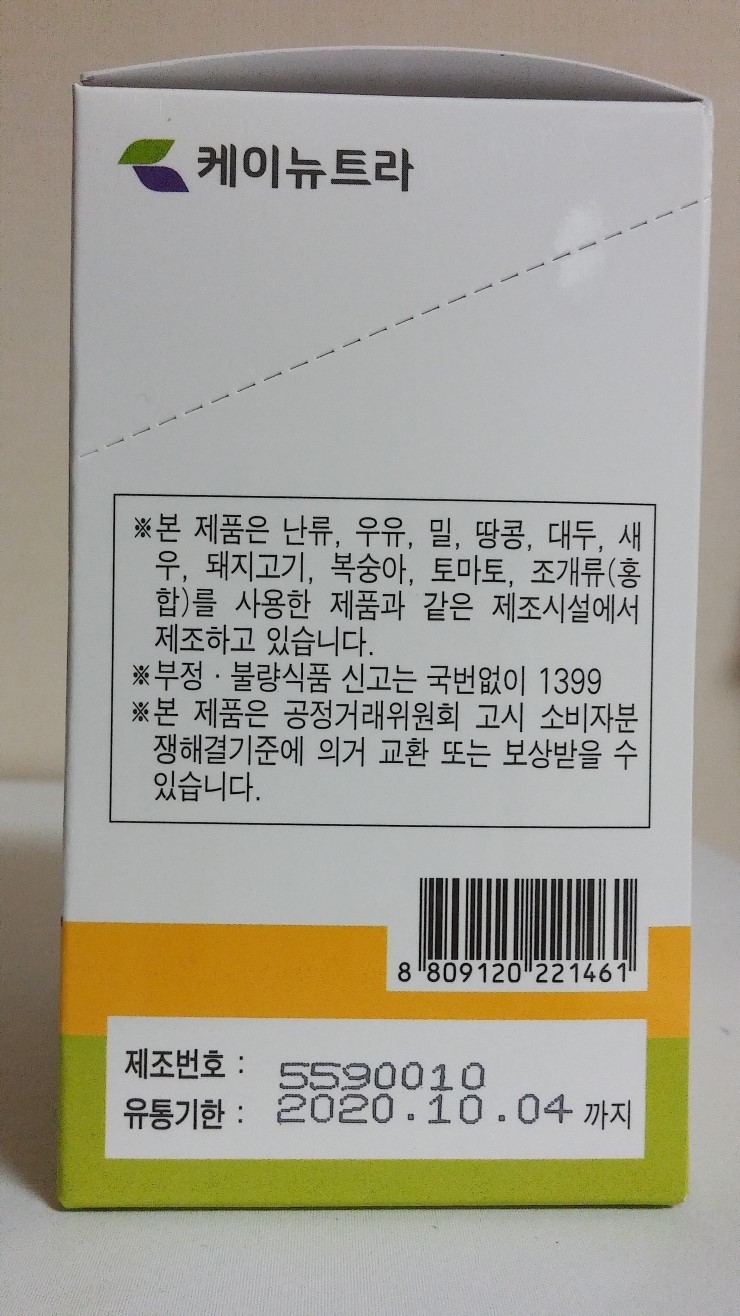 케이뉴트라
※본 제품은 난류, 우유, 밀, 땅콩, 대두, 새
우, 돼지고기, 복숭아, 토마토, 조개류(홍
합)를 사용한 제품과 같은 제조시설에서
제조하고 있습니다.
※부정·불량식품 신고는 국번없이 1399
※본 제품은 공정거래위원회 고시 소비자분
쟁해결기준에 의거 교환 또는 보상받을 수
있습니다.
8 809120 221461
제조번호 : 5590010
유통기한 : 2020.10.04 까지